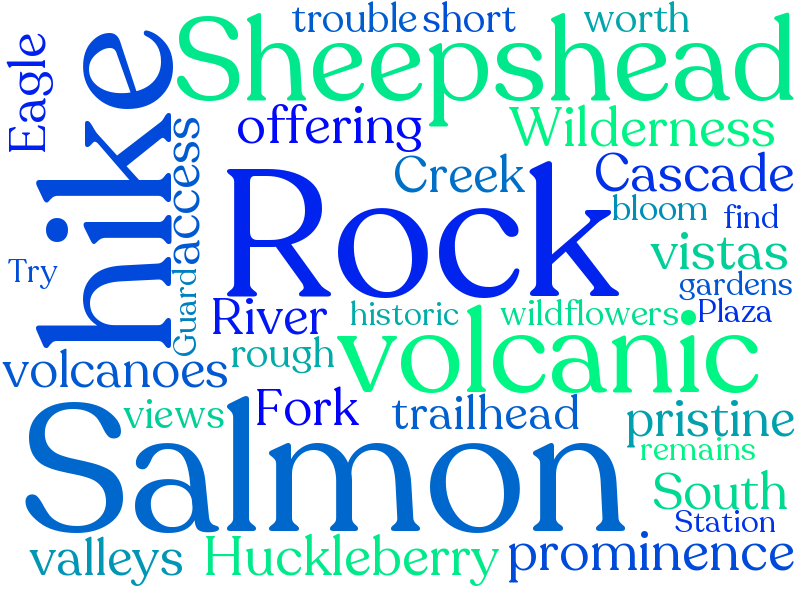 trouble short worth
Sheepshead
Eagle
hike
offering
Wilderness
access
Creek
Cascade
Rock
bloom
find
vistas
Try
Guard
gardens
River
historic
wildflowers
Plaza
rough
volcanic
volcanoes
views
Fork
trailhead
pristine
Salmon
remains
South
Station
valleys
Huckleberry
prominence